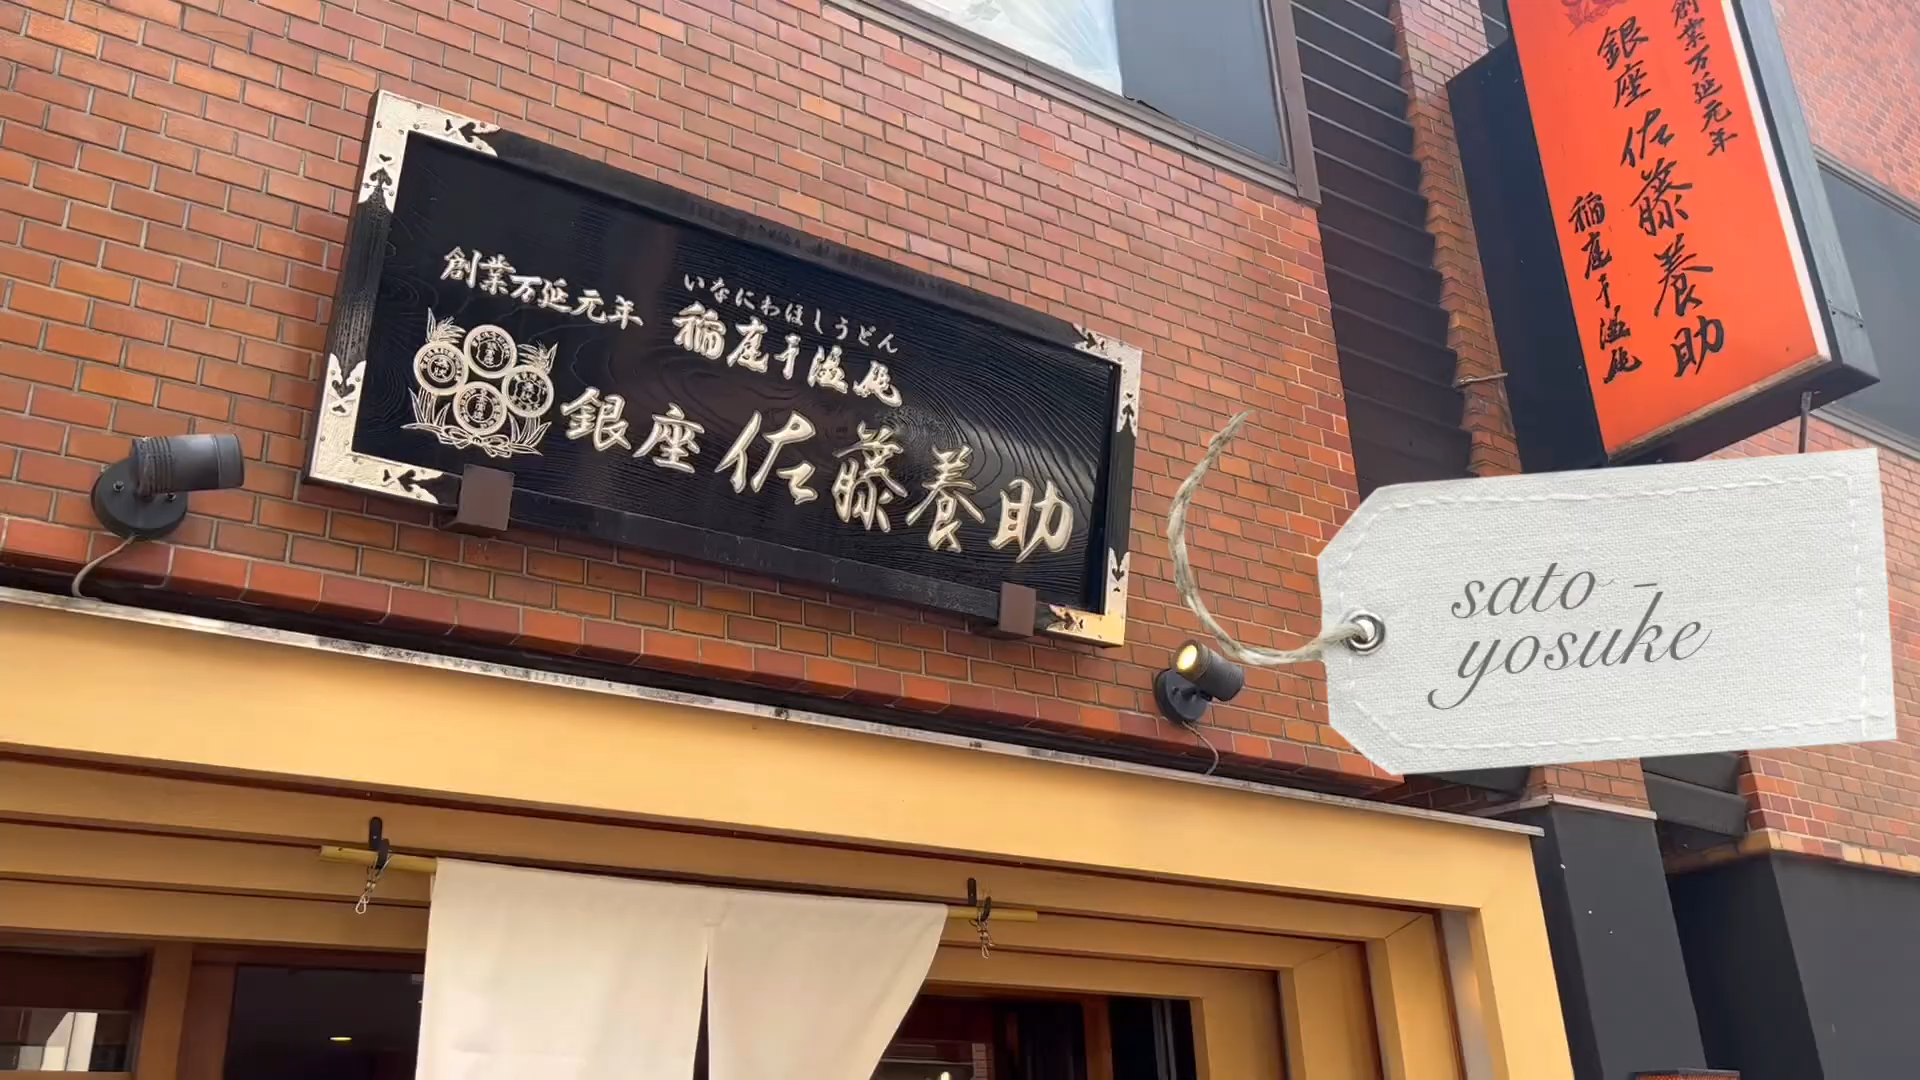 創業万延元年
いなにわほしうどん
稲庭干温飩
銀座 佐藤養助
創業万延元年
銀座 佐藤養助
稲庭干温飩
sato -
yosuke